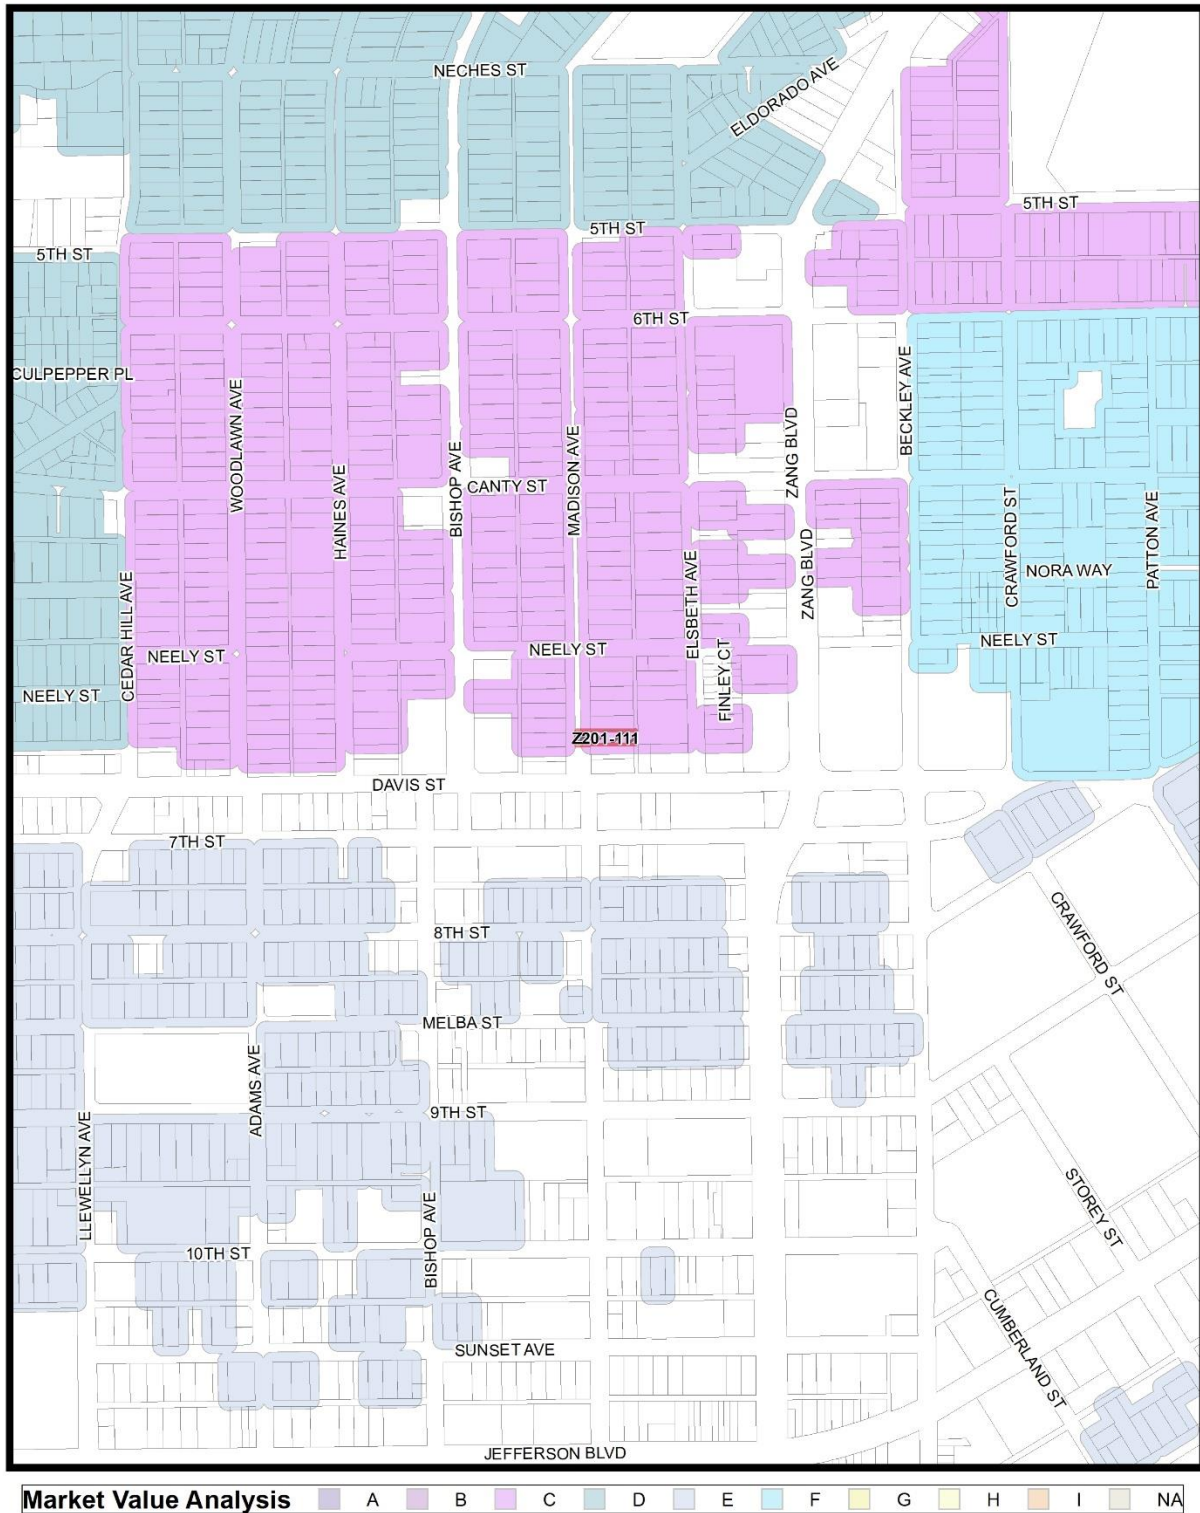 NECHES ST
ELDORADO AVE
5TH ST
5TH ST
5TH ST
6TH ST
CULPEPPER PL
WOODLAWN AVE
HAINES AVE
BISHOP AVE
CANTY ST
MADISON AVE
ZANG BLVD
BECKLEY AVE
CEDAR HILL AVE
ELSBETH AVE
ZANG BLVD
CRAWFORD ST
NORA WAY
PATTON AVE
NEELY ST
NEELY ST
NEELY ST
NEELY ST
FINLEY CT
Z201-111
DAVIS ST
7TH ST
8TH ST
CRAWFORD ST
MELBA ST
ADAMS AVE
9TH ST
LLEWELLYN AVE
BISHOP AVE
STOREY ST
10TH ST
CUMBERLAND ST
SUNSET AVE
JEFFERSON BLVD
Market Value Analysis A B C D E F G H I NA